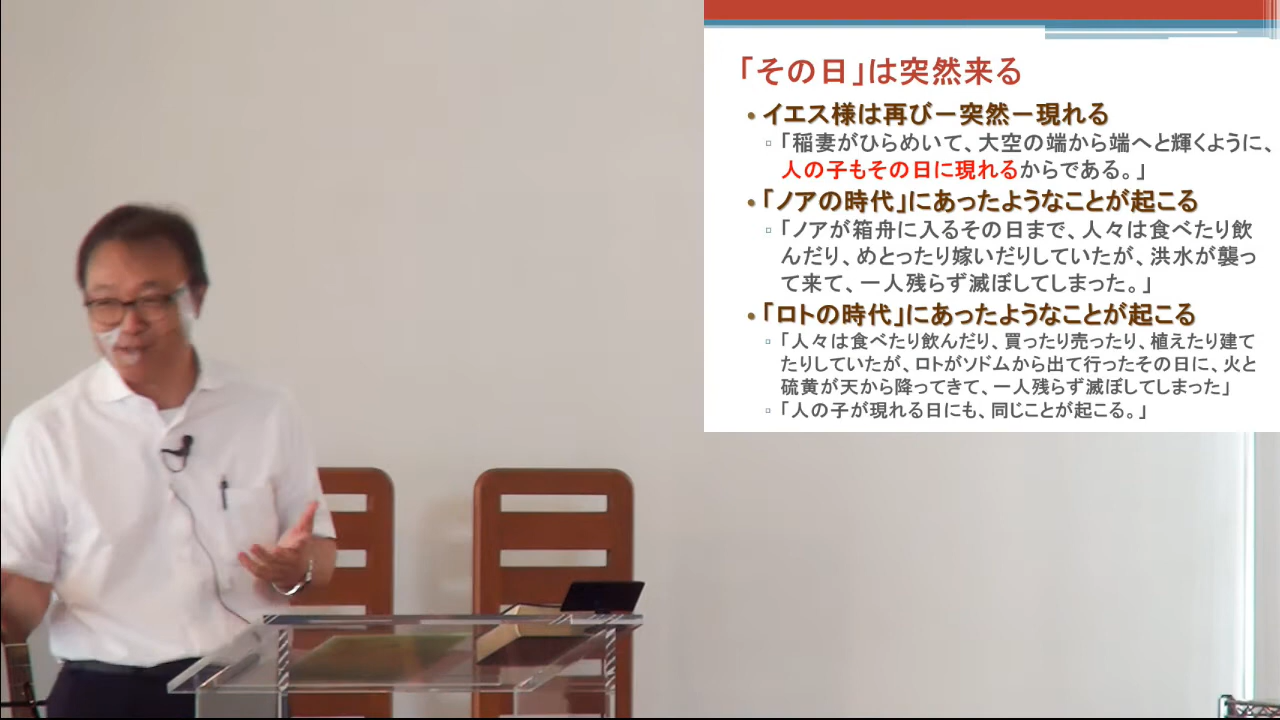 「その日」は突然来る
• イエス様は再び－突然－現れる
▫ 「稲妻がひらめいて、大空の端から端へと輝くように、
人の子もその日に現れるからである。」
• 「ノアの時代」にあったようなことが起こる
▫ 「ノアが箱舟に入るその日まで、人々は食べたり飲
んだり、めとったり嫁いだりしていたが、洪水が襲っ
て来て、一人残らず滅ぼしてしまった。」
• 「ロトの時代」にあったようなことが起こる
▫ 「人々は食べたり飲んだり、買ったり売ったり、植えたり建て
たりしていたが、ロトがソドムから出て行ったその日に、火と
硫黄が天から降ってきて、一人残らず滅ぼしてしまった」
▫ 「人の子が現れる日にも、同じことが起こる。」